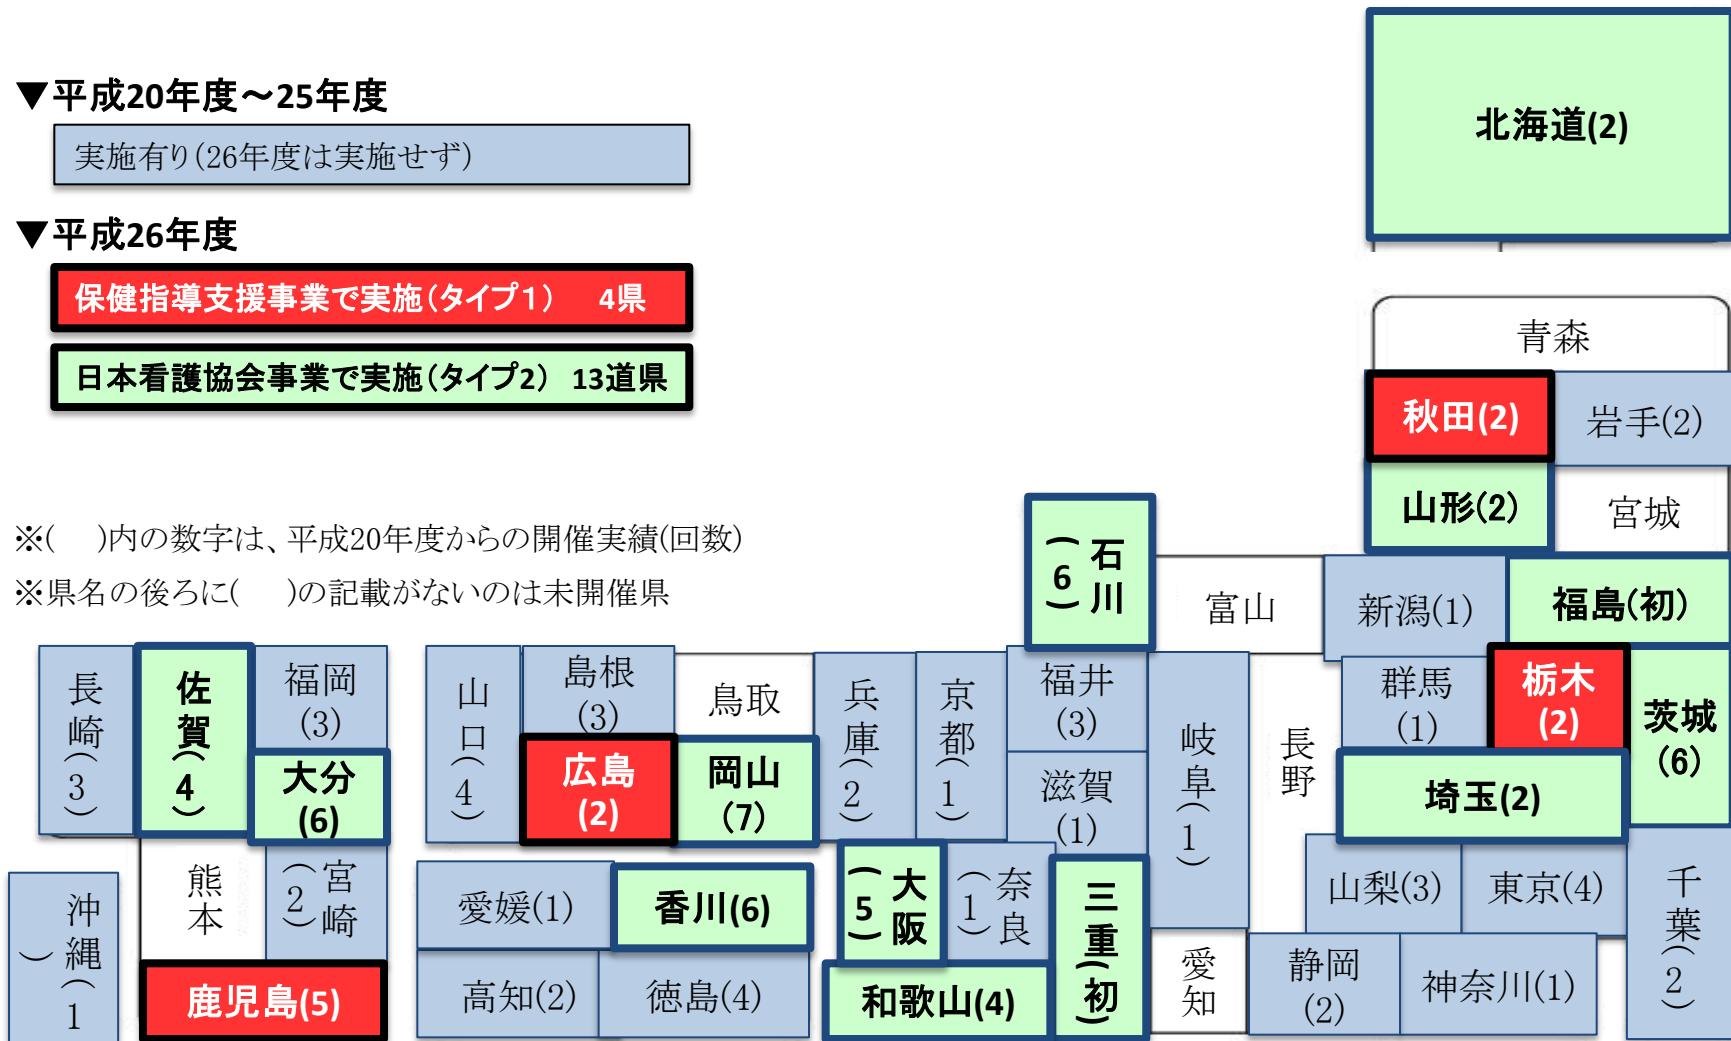 ▼平成20年度～25年度
実施有り(26年度は実施せず)
▼平成26年度
保健指導支援事業で実施(タイプ１)　4県
日本看護協会事業で実施(タイプ2)　13道県
※(　)内の数字は、平成20年度からの開催実績(回数)
※県名の後ろに(　)の記載がないのは未開催県
北海道(2)
青森
秋田(2)
岩手(2)
山形(2)
宮城
石川(6)
富山
新潟(1)
福島(初)
長崎(3)
佐賀(4)
福岡
(3)
山口(4)
島根
(3)
鳥取
兵庫(2)
京都(1)
福井
(3)
岐阜(1)
長野
群馬
(1)
栃木
(2)
茨城
(6)
大分
(6)
広島
(2)
岡山
(7)
滋賀
(1)
埼玉(2)
熊本
宮崎(2)
沖縄(1)
愛媛(1)
香川(6)
大阪(5)
奈良(1)
三重(初)
山梨(3)
東京(4)
千葉(2)
鹿児島(5)
高知(2)
徳島(4)
和歌山(4)
愛知
静岡
(2)
神奈川(1)